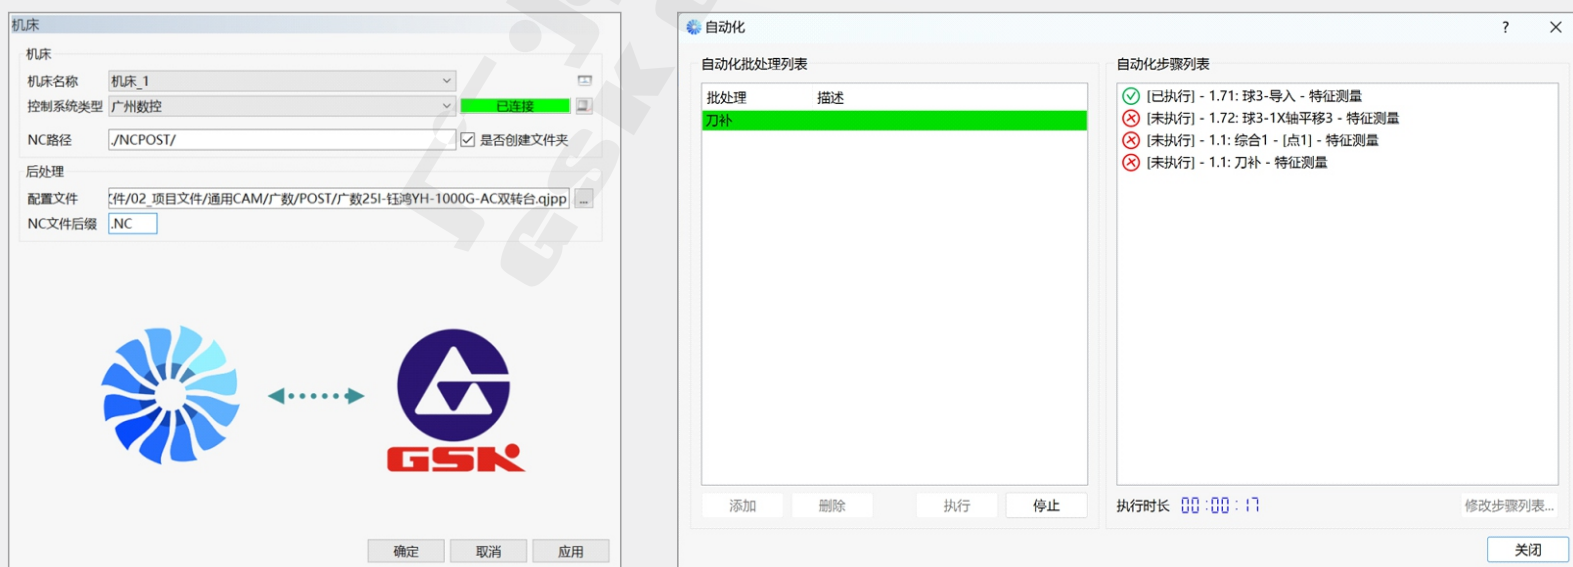 机床
机床
机床名称 机床_1
控制系统类型 广州数控 已连接
NC路径 ./NCPOST/ 是否创建文件夹
后处理
配置文件 件/02_项目文件/通用CAM/广数/POST/广数25I-钰鸿YH-1000G-AC双转台.qjpp ...
NC文件后缀 .NC
GSK
确定 取消 应用
自动化 ?
自动化批处理列表
批处理 描述
刀补
添加 删除 执行 停止
自动化步骤列表
[已执行] - 1.71: 球3-导入 - 特征测量
[未执行] - 1.72: 球3-1X轴平移3 - 特征测量
[未执行] - 1.1: 综合1 - [点1] - 特征测量
[未执行] - 1.1: 刀补 - 特征测量
执行时长 00:00:17 修改步骤列表...
关闭
GSK